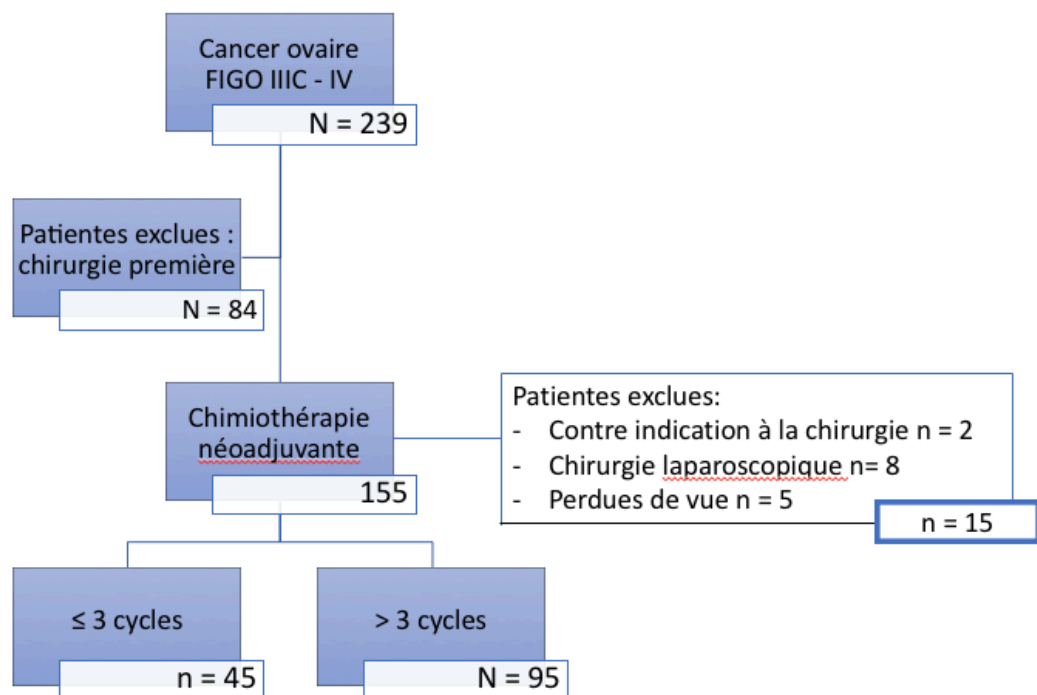 Cancer ovaire
FIGO IIIC - IV
N = 239
Patientes exclues :
chirurgie première
N = 84
Chimiothérapie
néoadjuvante
155
Patientes exclues:
- Contre indication à la chirurgie n = 2
- Chirurgie laparoscopique n= 8
- Perdues de vue n = 5
n = 15
≤ 3 cycles
n = 45
> 3 cycles
N = 95